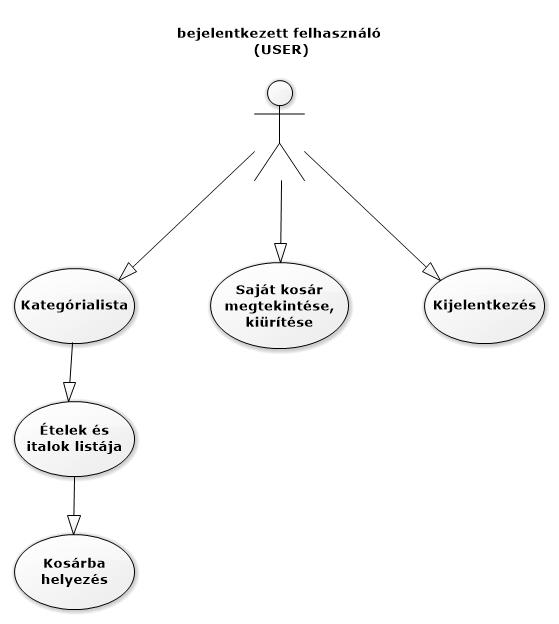 bejelentkezett felhasználó
(USER)
Kategórialista
Saját kosár
megtekintése,
kiürítése
Kijelentkezés
Ételek és
italok listája
Kosárba
helyezés